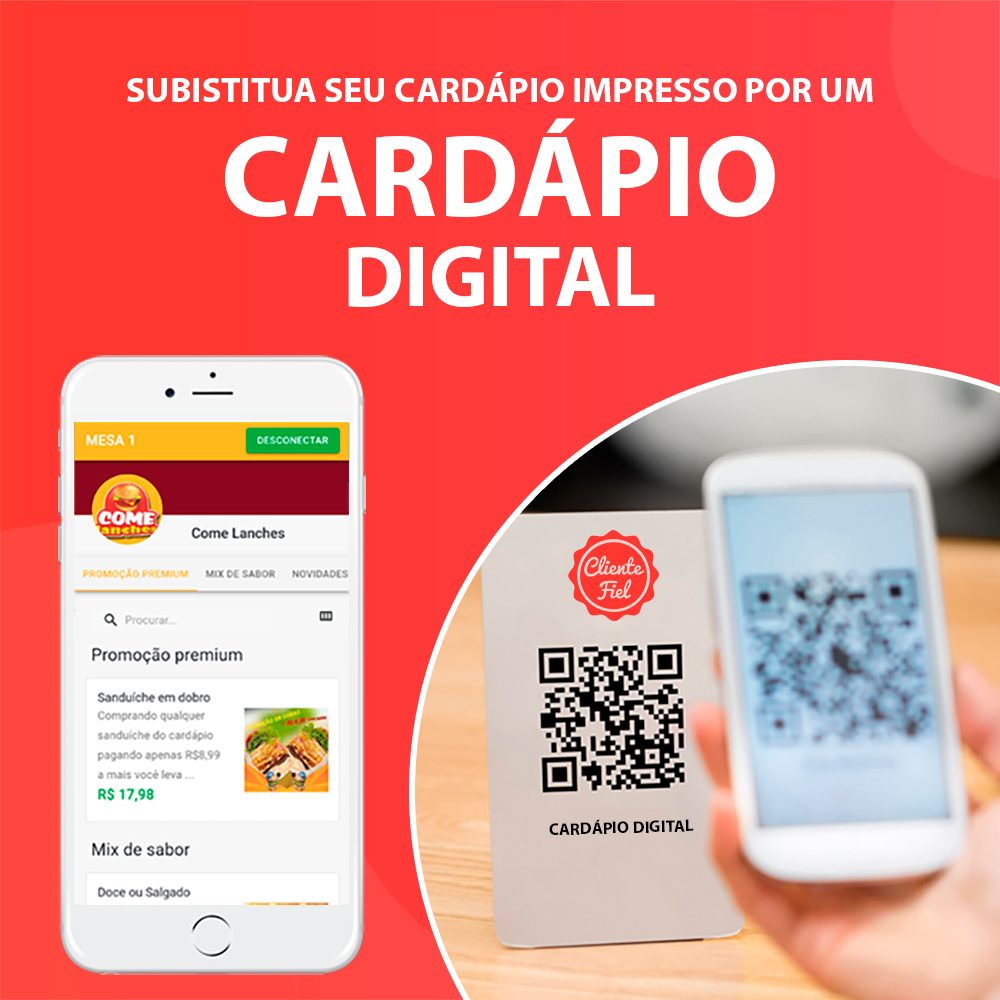 SUBISTITUA SEU CARDÁPIO IMPRESSO POR UM
CARDÁPIO
DIGITAL
MESA 1
DESCONECTAR
COME
Lanches
Come Lanches
PROMOÇÃO PREMIUM MIX DE SABOR NOVIDADES
Procurar...
Promoção premium
Sanduíche em dobro
Comprando qualquer
sanduíche do cardápio
pagando apenas R$8,99
a mais você leva ...
R$ 17,98
Mix de sabor
Doce ou Salgado
Cliente
Fiel
CARDÁPIO DIGITAL